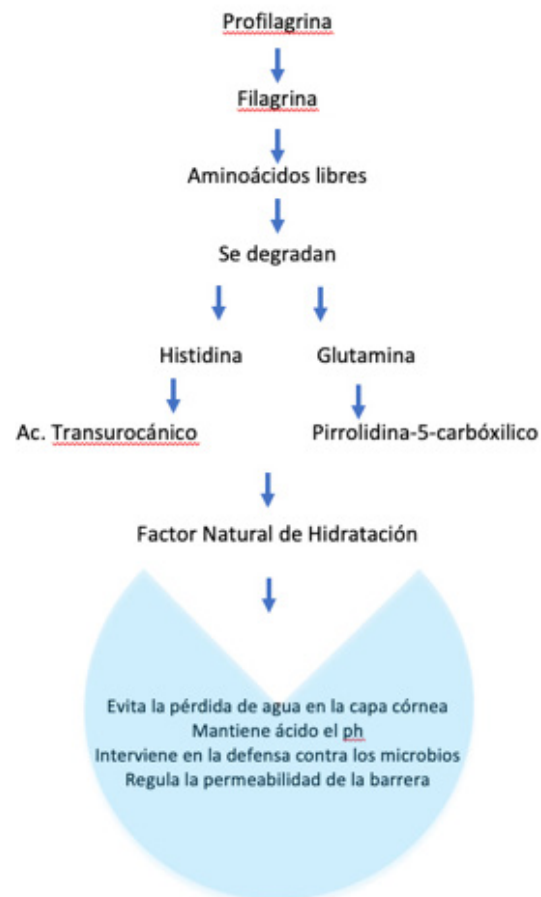 Profilagrina
Filagrina
Aminoácidos libres
Se degradan
Histidina
Glutamina
Ac. Transurocánico
Pirrolidina-5-carbóxilico
Factor Natural de Hidratación
Evita la pérdida de agua en la capa córnea
Mantiene ácido el ph
Interviene en la defensa contra los microbios
Regula la permeabilidad de la barrera